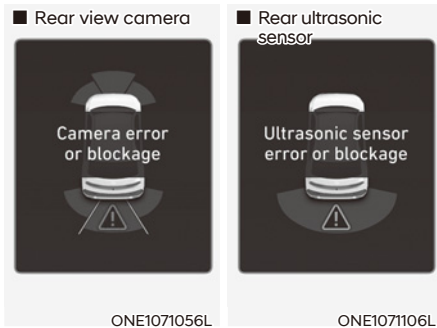 ■ Rear view camera
Camera error
or blockage
ONE1071056L
■ Rear ultrasonic
sensor
Ultrasonic sensor
error or blockage
ONE1071106L